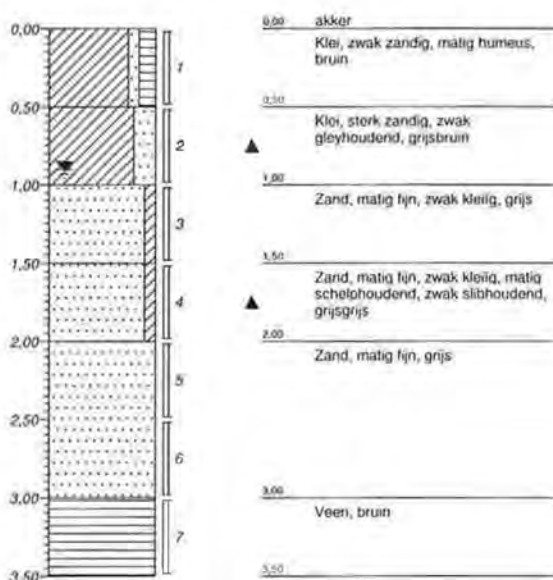 0,00
0,50
1,00
1,50
2,00
2,50
3,00
3,50
1
2
3
4
5
6
7
0,00 akker
Klei, zwak zandig, matig humeus,
bruin
0,50
Klei, sterk zandig, zwak
gleyhoudend, grijsbruin
1,00
Zand, matig fijn, zwak kleiïg, grijs
1,50
Zand, matig fijn, zwak kleiïg, matig
schelphoudend, zwak slibhoudend,
grijsgrijs
2,00
Zand, matig fijn, grijs
3,00
Veen, bruin
3,50